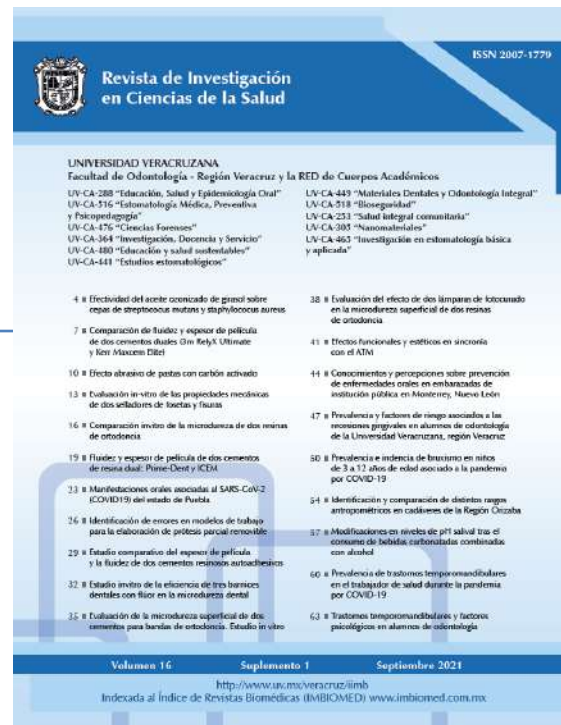 ISSN 2007-1779
Revista de Investigación
en Ciencias de la Salud
UNIVERSIDAD VERACRUZANA
Facultad de Odontología - Región Veracruz y la RED de Cuerpos Académicos
UV-CA-288 "Educación, Salud y Epidemiología Oral"
UV-CA-516 "Estomatología Médica, Preventiva
y Psicopedagogía"
UV-CA-476 "Ciencias Forenses"
UV-CA-364 "Investigación, Docencia y Servicio"
UV-CA-480 "Educación y salud sustentables"
UV-CA-441 "Estudios estomatológicos"
UV-CA-449 "Materiales Dentales y Odontología Integral"
UV-CA-518 "Bioseguridad"
UV-CA-253 "Salud integral comunitaria"
UV-CA-303 "Nanomateriales"
UV-CA-465 "Investigación en estomatología básica
y aplicada"
4 Efectividad del aceite ozonizado de girasol sobre
cepas de streptococus mutans y staphylococus aureus
7 Comparación de fluidez y espesor de película
de dos cementos duales (3m RelyX Ultimate
y Kerr Maxcem Elite)
10 Efecto abrasivo de pastas con carbón activado
13 Evaluación in-vitro de las propiedades mecánicas
de dos selladores de fosetas y fisuras
16 Comparación invitro de la microdureza de dos resinas
de ortodoncia
19 Fluidez y espesor de película de dos cementos
de resina dual: Prime-Dent y ICEM
23 Manifestaciones orales asociadas al SARS-CoV-2
(COVID19) del estado de Puebla
26 Identificación de errores en modelos de trabajo
para la elaboración de prótesis parcial removible
29 Estudio comparativo del espesor de película
y la fluidez de dos cementos resinosos autoadhesivos
32 Estudio invitro de la eficiencia de tres barnices
dentales con flúor en la microdureza dental
35 Evaluación de la microdureza superficial de dos
cementos para bandas de ortodoncia. Estudio in vitro
38 Evaluación del efecto de dos lámparas de fotocurado
en la microdureza superficial de dos resinas
de ortodoncia
41 Efectos funcionales y estéticos en sincronía
con el ATM
44 Conocimientos y percepciones sobre prevención
de enfermedades orales en embarazadas de
institución pública en Monterrey, Nuevo León
47 Prevalencia y factores de riesgo asociados a las
recesiones gingivales en alumnos de odontología
de la Universidad Veracruzana, región Veracruz
50 Prevalencia e indencia de bruxismo en niños
de 3 a 12 años de edad asociado a la pandemia
por COVID-19
54 Identificación y comparación de distintos rasgos
antropométricos en cadáveres de la Región Orizaba
57 Modificaciones en niveles de pH salival tras el
consumo de bebidas carbonatadas combinadas
con alcohol
60 Prevalencia de trastornos temporomandibulares
en el trabajador de salud durante la pandemia
por COVID-19
63 Trastornos temporomandibulares y factores
psicológicos en alumnos de odontología
Volumen 16 Suplemento 1 Septiembre 2021
http://www.uv.mx/veracruz/iimb
Indexada al Índice de Revistas Biomédicas (IMBIOMED) www.imbiomed.com.mx